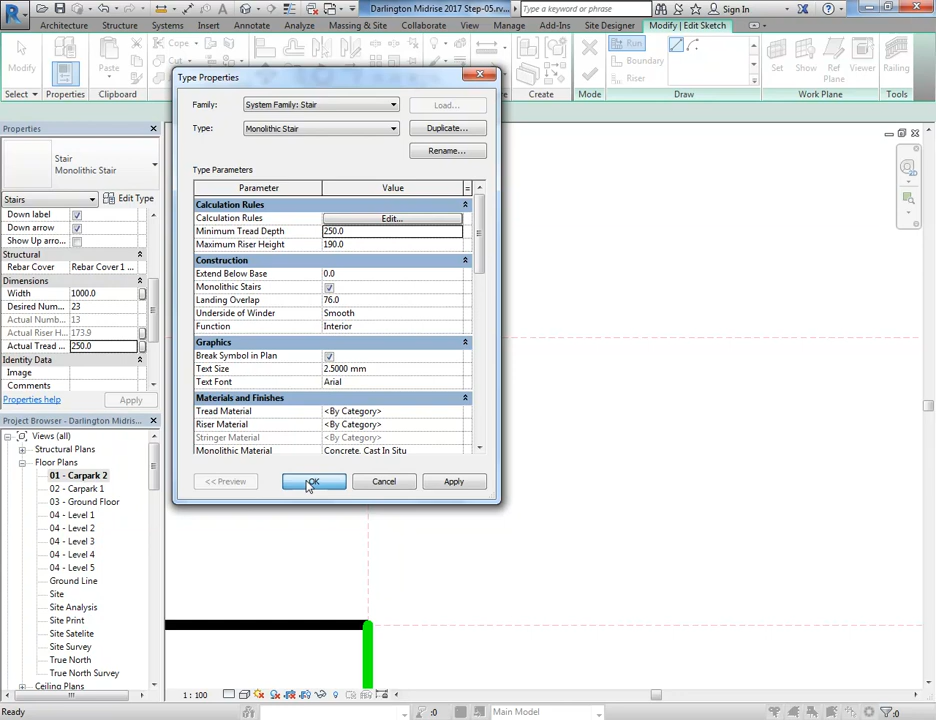 Darlington Midrise 2017 Step-05.rv...
Type a keyword or phrase
Sign In
Architecture Structure Systems Insert Annotate Analyze Massing & Site Collaborate View Manage Add-Ins Site Designer Modify | Edit Sketch
Modify
Select
Properties
Paste
Clipboard
Cope
Create
Mode
Run
Boundary
Riser
Draw
Set
Show
Ref Plane
Viewer
Work Plane
Railing
Tools
Properties
Stair
Monolithic Stair
Stairs
Edit Type
Down label
Down arrow
Show Up arro...
Structural
Rebar Cover Rebar Cover 1 ...
Dimensions
Width 1000.0
Desired Num... 23
Actual Numb... 13
Actual Riser H... 173.9
Actual Tread ... 250.0
Identity Data
Image
Comments
Properties help
Apply
Project Browser - Darlington Midris...
Views (all)
Structural Plans
Floor Plans
01 - Carpark 2
02 - Carpark 1
03 - Ground Floor
04 - Level 1
04 - Level 2
04 - Level 3
04 - Level 4
04 - Level 5
Ground Line
Site
Site Analysis
Site Print
Site Satelite
Site Survey
True North
True North Survey
Ceiling Plans
Type Properties
Family: System Family: Stair Load...
Type: Monolithic Stair Duplicate...
Rename...
Type Parameters
Parameter Value =
Calculation Rules
Calculation Rules Edit...
Minimum Tread Depth 250.0
Maximum Riser Height 190.0
Construction
Extend Below Base 0.0
Monolithic Stairs
Landing Overlap 76.0
Underside of Winder Smooth
Function Interior
Graphics
Break Symbol in Plan
Text Size 2.5000 mm
Text Font Arial
Materials and Finishes
Tread Material <By Category>
Riser Material <By Category>
Stringer Material <By Category>
Monolithic Material Concrete, Cast In Situ
<< Preview OK Cancel Apply
1 : 100
Ready
:0
Main Model
:0